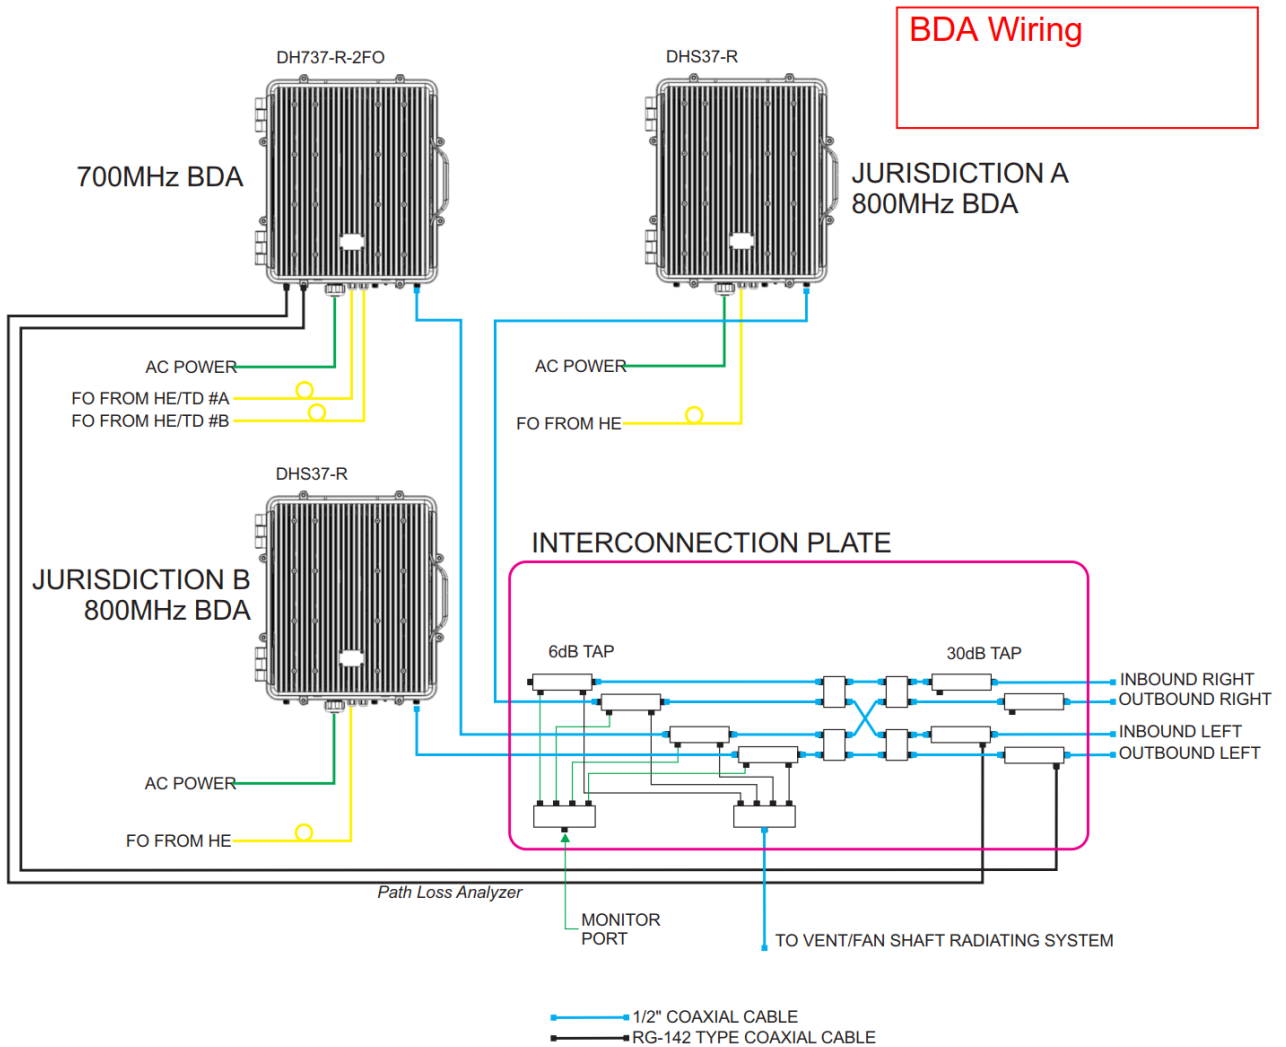 BDA Wiring
DH737-R-2FO
DHS37-R
700MHz BDA
JURISDICTION A
800MHz BDA
AC POWER
FO FROM HE/TD #A
FO FROM HE/TD #B
AC POWER
FO FROM HE
DHS37-R
JURISDICTION B
800MHz BDA
AC POWER
FO FROM HE
INTERCONNECTION PLATE
6dB TAP
30dB TAP
INBOUND RIGHT
OUTBOUND RIGHT
INBOUND LEFT
OUTBOUND LEFT
Path Loss Analyzer
MONITOR
PORT
TO VENT/FAN SHAFT RADIATING SYSTEM
1/2" COAXIAL CABLE
RG-142 TYPE COAXIAL CABLE